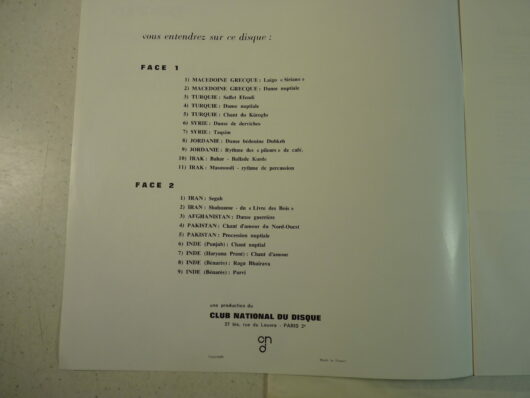 vous entendrez sur ce disque :
FACE 1
1) MACEDOINE GRECQUE : Laigo « Sirians »
2) MACEDOINE GRECQUE : Danse nuptiale
3) TURQUIE : Saffet Efendi
4) TURQUIE : Danse nuptiale
5) TURQUIE : Chant du Köroglu
6) SYRIE : Danse de derviches
7) SYRIE : Taqsim
8) JORDANIE : Danse bédouine Dabkeh
9) JORDANIE : Rythme des « pileurs » de café.
10) IRAK : Bahar - Ballade Kurde
11) IRAK : Masmoudi - rythme de percussion
FACE 2
1) IRAN : Segah
2) IRAN : Shahname - du « Livre des Rois »
3) AFGHANISTAN : Danse guerrière
4) PAKISTAN : Chant d'amour du Nord-Ouest
5) PAKISTAN : Procession nuptiale
6) INDE (Punjab) : Chant nuptial
7) INDE (Haryana Prant) : Chant d'amour
8) INDE (Bénarès) : Raga Bhairava
9) INDE (Bénarès) : Purvi
une production du
CLUB NATIONAL DU DISQUE
37 bis, rue du Louvre - PARIS 2e
cnd
Made in France